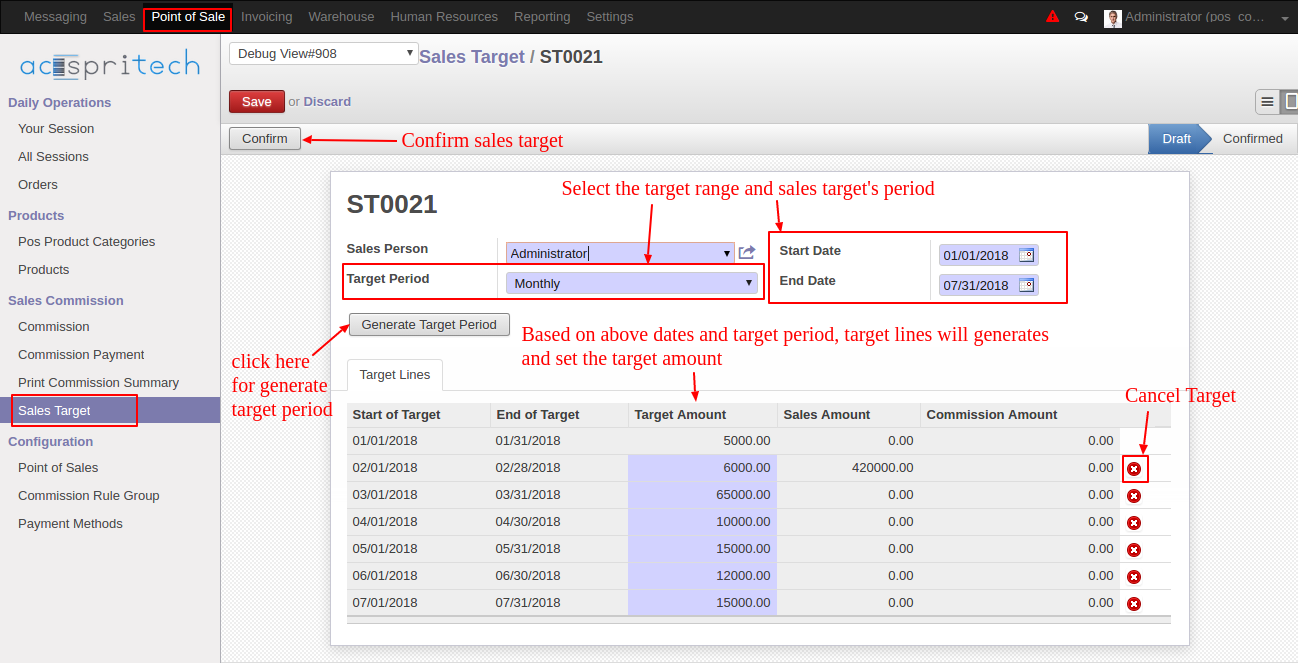 Messaging Sales Point of Sale Invoicing Warehouse Human Resources Reporting Settings Administrator (pos_co…
acespritech
Debug View#908 Sales Target / ST0021
Save or Discard
Confirm Confirm sales target Draft Confirmed
Daily Operations
Your Session
All Sessions
Orders
Products
Pos Product Categories
Products
Sales Commission
Commission
Commission Payment
Print Commission Summary
Sales Target
Configuration
Point of Sales
Commission Rule Group
Payment Methods
Select the target range and sales target's period
ST0021
Sales Person Administrator Start Date 01/01/2018
Target Period Monthly End Date 07/31/2018
Generate Target Period
click here
for generate
target period
Based on above dates and target period, target lines will generates
and set the target amount
Target Lines
Cancel Target
Start of Target End of Target Target Amount Sales Amount Commission Amount
01/01/2018 01/31/2018 5000.00 0.00 0.00
02/01/2018 02/28/2018 6000.00 420000.00 0.00
03/01/2018 03/31/2018 65000.00 0.00 0.00
04/01/2018 04/30/2018 10000.00 0.00 0.00
05/01/2018 05/31/2018 15000.00 0.00 0.00
06/01/2018 06/30/2018 12000.00 0.00 0.00
07/01/2018 07/31/2018 15000.00 0.00 0.00